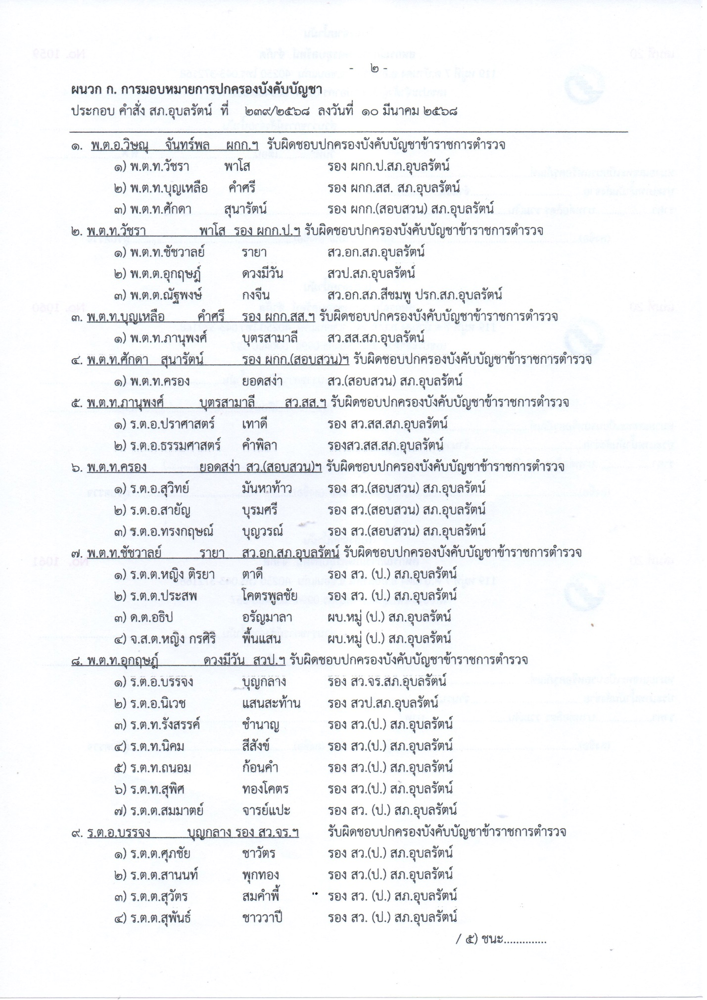 - ๒ -
ผนวก ก. การมอบหมายการปกครองบังคับบัญชา
ประกอบ คำสั่ง สภ.อุบลรัตน์ ที่ ๒๓๙/๒๕๖๘ ลงวันที่ ๑๐ มีนาคม ๒๕๖๘
๑. พ.ต.อ.วิษณุ จันทร์พล ผกก.ฯ รับผิดชอบปกครองบังคับบัญชาข้าราชการตำรวจ
๑) พ.ต.ท.วัชรา พาโส รอง ผกก.ป.สภ.อุบลรัตน์
๒) พ.ต.ท.บุญเหลือ คำศรี รอง ผกก.สส. สภ.อุบลรัตน์
๓) พ.ต.ท.ศักดา สุนารัตน์ รอง ผกก.(สอบสวน) สภ.อุบลรัตน์
๒. พ.ต.ท.วัชรา พาโส รอง ผกก.ป.ฯ รับผิดชอบปกครองบังคับบัญชาข้าราชการตำรวจ
๑) พ.ต.ท.ชัชวาลย์ รายา สว.อก.สภ.อุบลรัตน์
๒) พ.ต.ต.อุกฤษฎ์ ดวงมีวัน สวป.สภ.อุบลรัตน์
๓) พ.ต.ต.ณัฐพงษ์ กงจีน สว.อก.สภ.สีชมพู ปรก.สภ.อุบลรัตน์
๓. พ.ต.ท.บุญเหลือ คำศรี รอง ผกก.สส.ฯ รับผิดชอบปกครองบังคับบัญชาข้าราชการตำรวจ
๑) พ.ต.ท.ภานุพงศ์ บุตรสามาลี สว.สส.สภ.อุบลรัตน์
๔. พ.ต.ท.ศักดา สุนารัตน์ รอง ผกก.(สอบสวน)ฯ รับผิดชอบปกครองบังคับบัญชาข้าราชการตำรวจ
๑) พ.ต.ท.ครอง ยอดสง่า สว.(สอบสวน) สภ.อุบลรัตน์
๕. พ.ต.ท.ภานุพงศ์ บุตรสามาลี สว.สส.ฯ รับผิดชอบปกครองบังคับบัญชาข้าราชการตำรวจ
๑) ร.ต.อ.ปราศาสตร์ เทาดี รอง สว.สส.สภ.อุบลรัตน์
๒) ร.ต.อ.ธรรมศาสตร์ คำพิลา รองสว.สส.สภ.อุบลรัตน์
๖. พ.ต.ท.ครอง ยอดสง่า สว.(สอบสวน)ฯ รับผิดชอบปกครองบังคับบัญชาข้าราชการตำรวจ
๑) ร.ต.อ.สุวิทย์ มันหาท้าว รอง สว.(สอบสวน) สภ.อุบลรัตน์
๒) ร.ต.อ.สายัญ บุรมศรี รอง สว.(สอบสวน) สภ.อุบลรัตน์
๓) ร.ต.อ.ทรงกฤษณ์ บุญวรณ์ รอง สว.(สอบสวน) สภ.อุบลรัตน์
๗. พ.ต.ท.ชัชวาลย์ รายา สว.อก.สภ.อุบลรัตน์ รับผิดชอบปกครองบังคับบัญชาข้าราชการตำรวจ
๑) ร.ต.ต.หญิง ติรยา ตาดี รอง สว. (ป.) สภ.อุบลรัตน์
๒) ร.ต.ต.ประสพ โคตรพูลชัย รอง สว. (ป.) สภ.อุบลรัตน์
๓) ด.ต.อธิป อรัญมาลา ผบ.หมู่ (ป.) สภ.อุบลรัตน์
๔) จ.ส.ต.หญิง กรศิริ พื้นแสน ผบ.หมู่ (ป.) สภ.อุบลรัตน์
๘. พ.ต.ท.อุกฤษฎ์ ดวงมีวัน สวป.ฯ รับผิดชอบปกครองบังคับบัญชาข้าราชการตำรวจ
๑) ร.ต.อ.บรรจง บุญกลาง รอง สว.จร.สภ.อุบลรัตน์
๒) ร.ต.อ.นิเวช แสนสะท้าน รอง สวป.สภ.อุบลรัตน์
๓) ร.ต.ท.รังสรรค์ ชำนาญ รอง สว.(ป.) สภ.อุบลรัตน์
๔) ร.ต.ท.นิคม สีสังข์ รอง สว.(ป.) สภ.อุบลรัตน์
๕) ร.ต.ท.ถนอม ก้อนคำ รอง สว.(ป.) สภ.อุบลรัตน์
๖) ร.ต.ท.สุพิศ ทองโคตร รอง สว.(ป.) สภ.อุบลรัตน์
๗) ร.ต.ต.สมมาตย์ จารย์แปะ รอง สว. (ป.) สภ.อุบลรัตน์
๙. ร.ต.อ.บรรจง บุญกลาง รอง สว.จร.ฯ รับผิดชอบปกครองบังคับบัญชาข้าราชการตำรวจ
๑) ร.ต.ต.ศุภชัย ชาวัตร รอง สว.(ป.) สภ.อุบลรัตน์
๒) ร.ต.ต.สานนท์ พุกทอง รอง สว.(ป.) สภ.อุบลรัตน์
๓) ร.ต.ต.สุวัตร สมคำพี้ รอง สว. (ป.) สภ.อุบลรัตน์
๔) ร.ต.ต.สุพันธ์ ชาววาปี รอง สว. (ป.) สภ.อุบลรัตน์
/ ๕) ชนะ..............